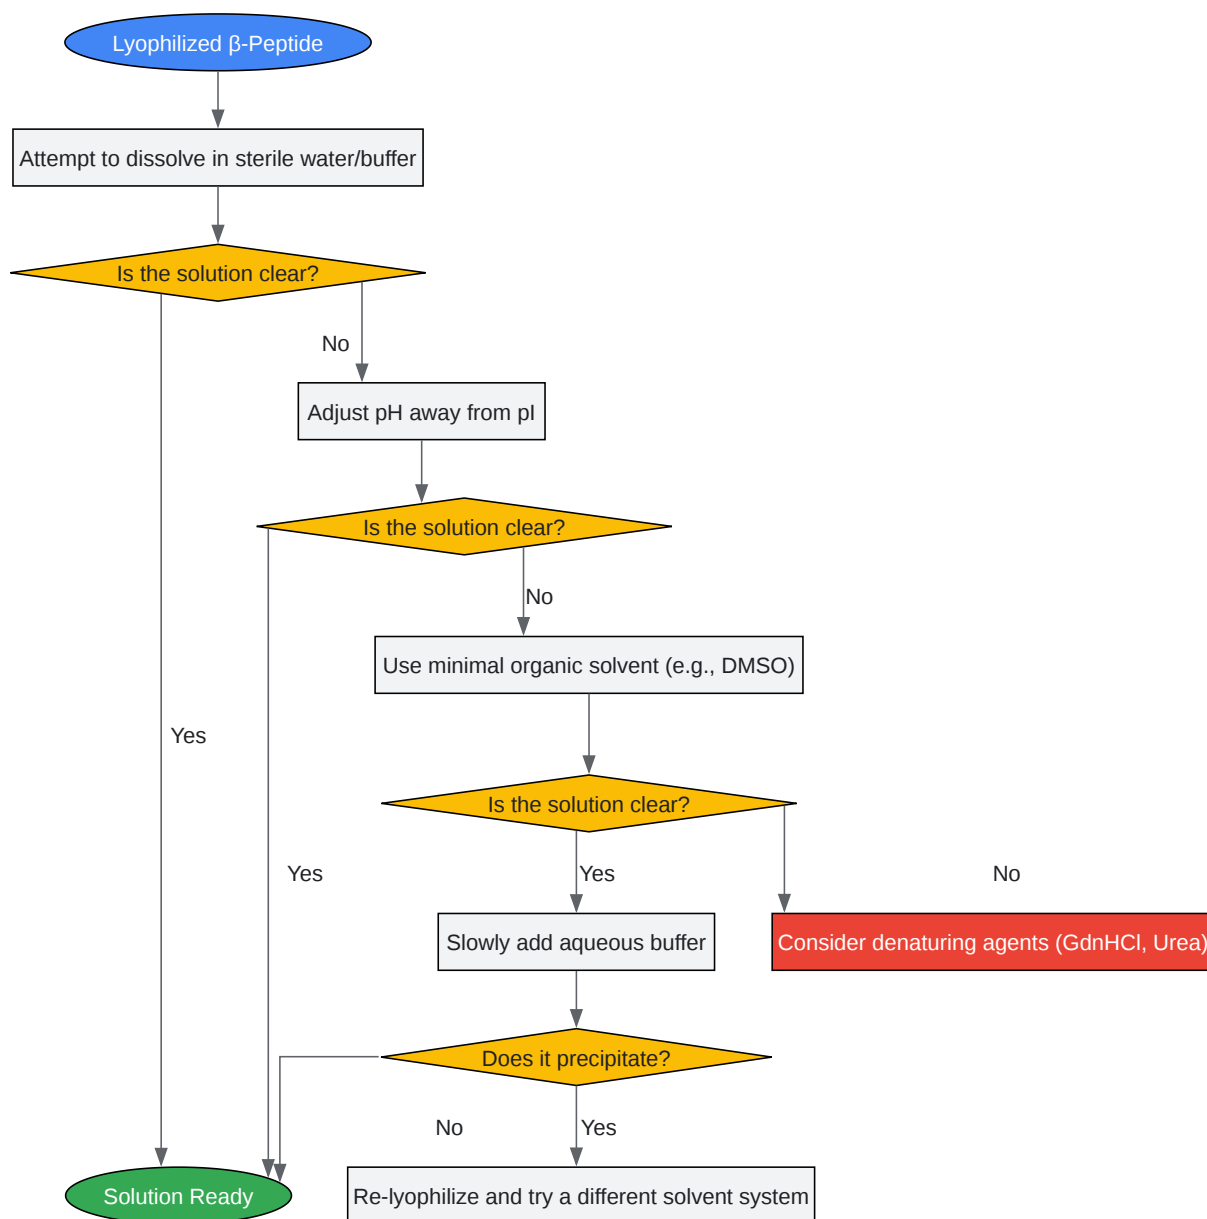 Lyophilized β-Peptide
Attempt to dissolve in sterile water/buffer
Is the solution clear?
No
Adjust pH away from pI
Is the solution clear?
No
Use minimal organic solvent (e.g., DMSO)
Yes
Is the solution clear?
Yes
Yes
No
Slowly add aqueous buffer
Consider denaturing agents (GdnHCl, Urea)
Does it precipitate?
No
Yes
Solution Ready
Re-lyophilize and try a different solvent system